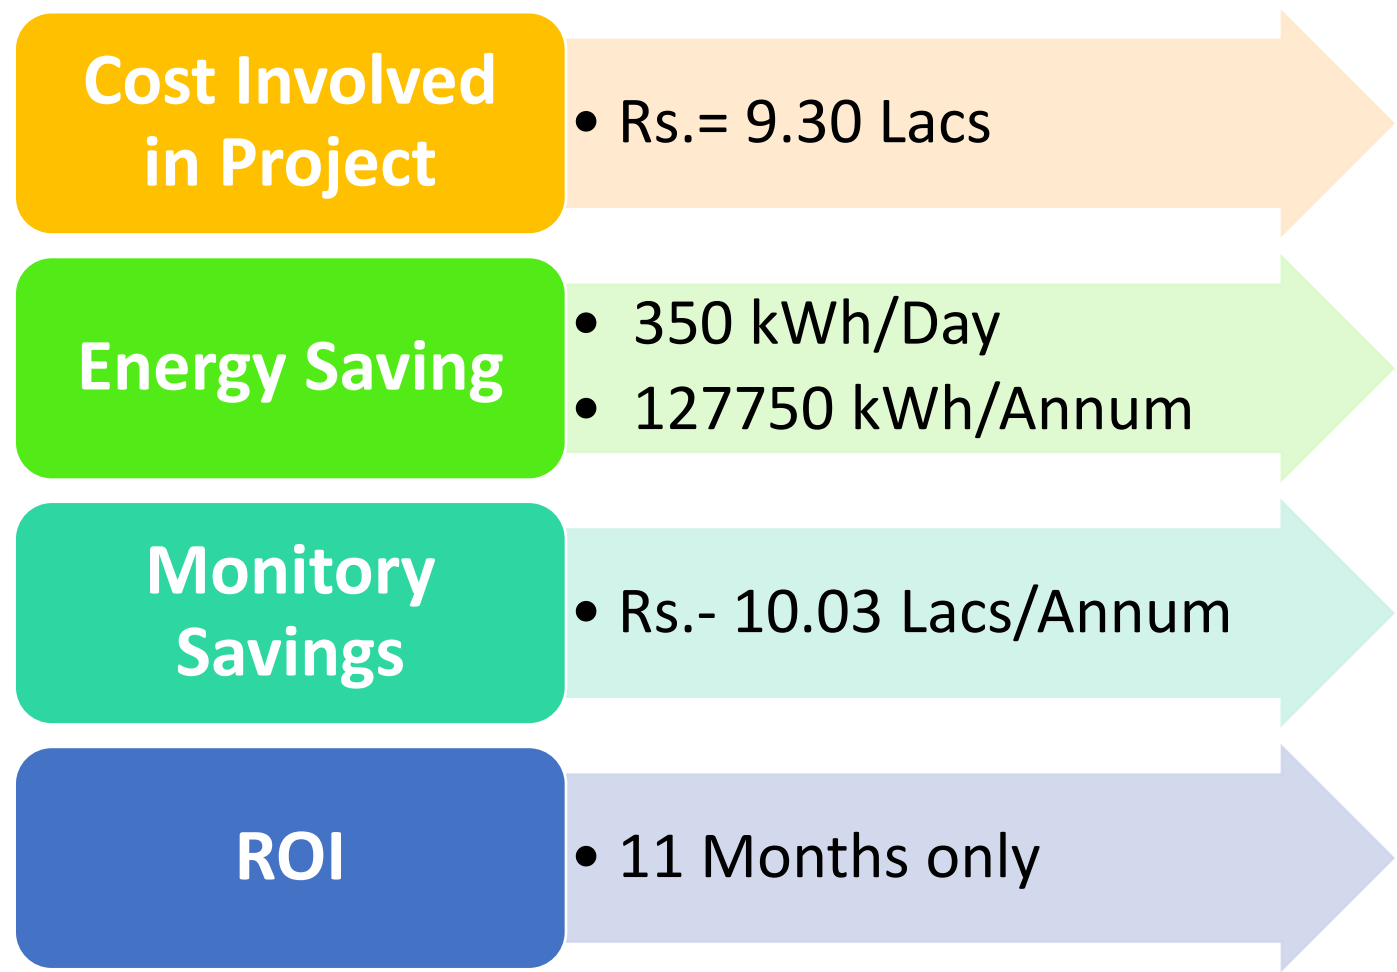 Cost Involved
in Project
• Rs.= 9.30 Lacs
Energy Saving
• 350 kWh/Day
• 127750 kWh/Annum
Monitory
Savings
• Rs.- 10.03 Lacs/Annum
ROI
• 11 Months only